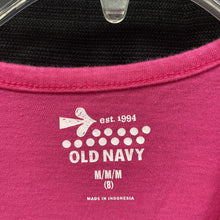 est. 1994
OLD NAVY
M/M/M
(8)
MADE IN INDONESIA